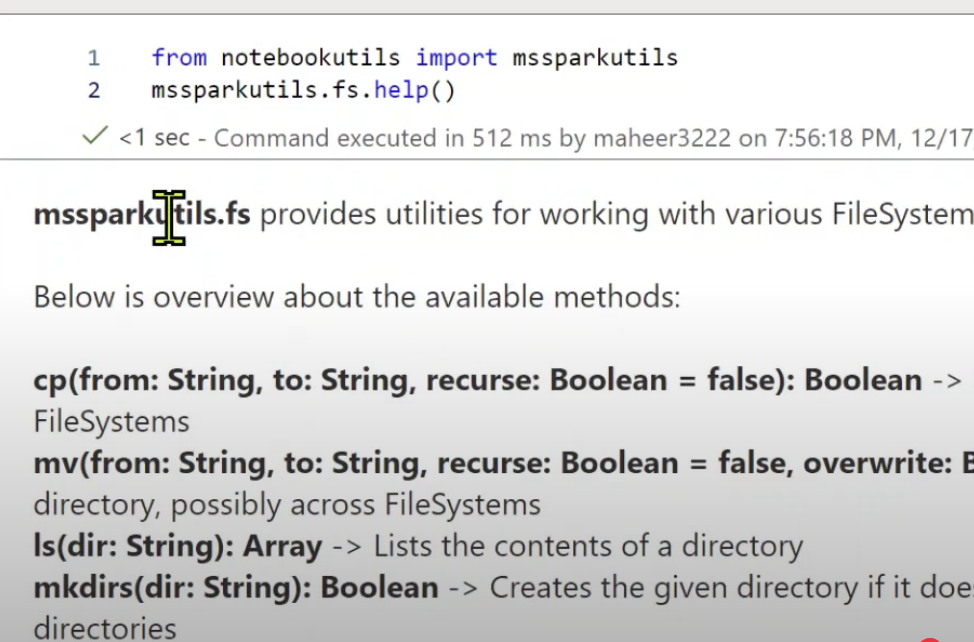 1 from notebookutils import mssparkutils
2 mssparkutils.fs.help()
<1 sec - Command executed in 512 ms by maheer3222 on 7:56:18 PM, 12/17,
mssparkutils.fs provides utilities for working with various FileSystem
Below is overview about the available methods:
cp(from: String, to: String, recurse: Boolean = false): Boolean ->
FileSystems
mv(from: String, to: String, recurse: Boolean = false, overwrite: B
directory, possibly across FileSystems
ls(dir: String): Array -> Lists the contents of a directory
mkdirs(dir: String): Boolean -> Creates the given directory if it doe
directories